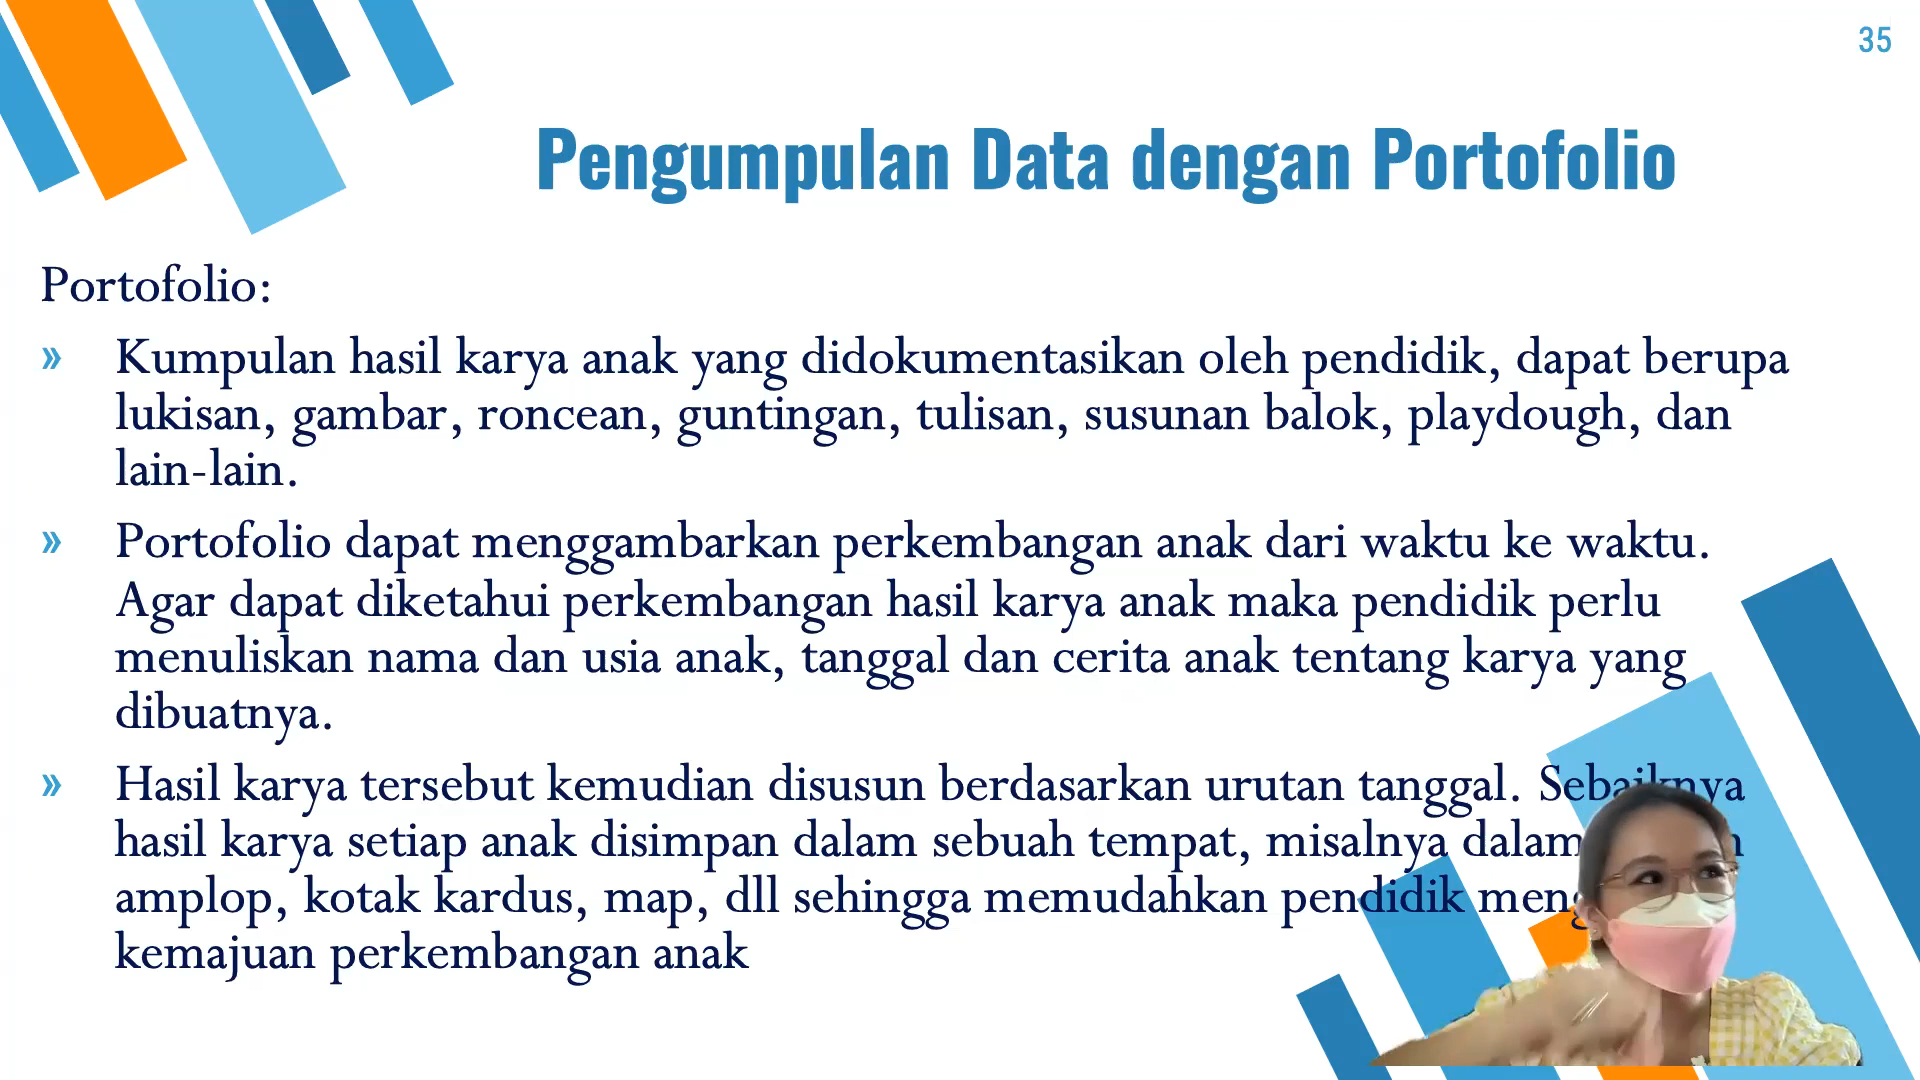 35
Pengumpulan Data dengan Portofolio
Portofolio:
» Kumpulan hasil karya anak yang didokumentasikan oleh pendidik, dapat berupa
lukisan, gambar, roncean, guntingan, tulisan, susunan balok, playdough, dan
lain-lain.
» Portofolio dapat menggambarkan perkembangan anak dari waktu ke waktu.
Agar dapat diketahui perkembangan hasil karya anak maka pendidik perlu
menuliskan nama dan usia anak, tanggal dan cerita anak tentang karya yang
dibuatnya.
» Hasil karya tersebut kemudian disusun berdasarkan urutan tanggal. Sebaiknya
hasil karya setiap anak disimpan dalam sebuah tempat, misalnya dalam
amplop, kotak kardus, map, dll sehingga memudahkan pendidik
kemajuan perkembangan anak